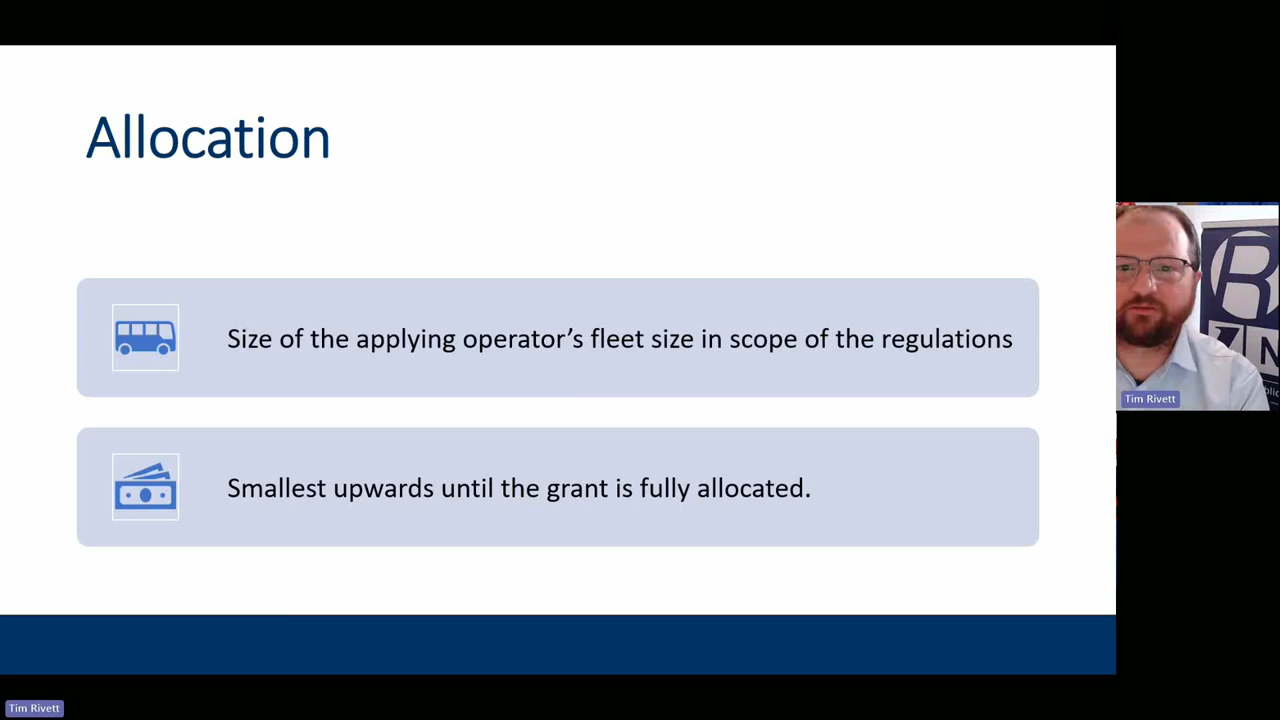 Allocation
Size of the applying operator's fleet size in scope of the regulations
Smallest upwards until the grant is fully allocated.
Tim Rivett
Tim Rivett